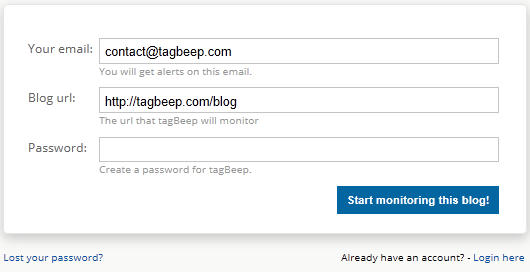 Your email: contact@tagbeep.com
You will get alerts on this email.
Blog url: http://tagbeep.com/blog
The url that tagBeep will monitor
Password:
Create a password for tagBeep.
Start monitoring this blog!
Lost your password? Already have an account? - Login here